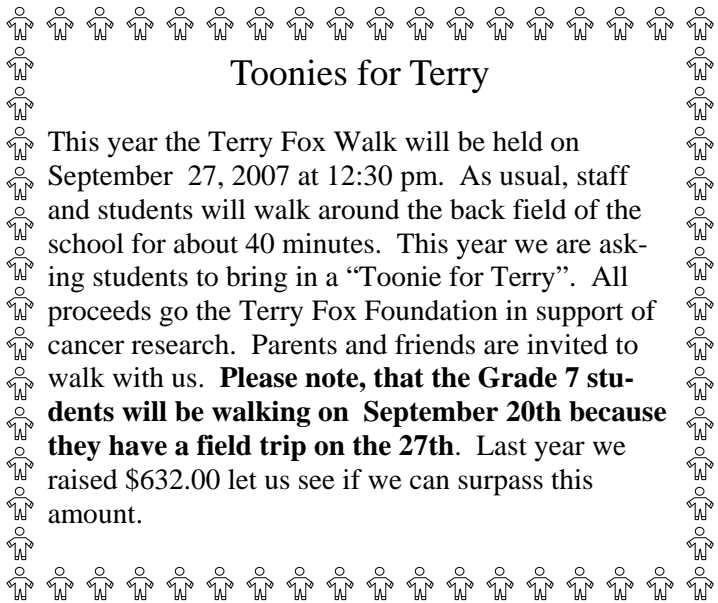 Toonies for Terry
This year the Terry Fox Walk will be held on
September  27, 2007 at 12:30 pm.  As usual, staff
and students will walk around the back field of the
school for about 40 minutes.  This year we are ask-
ing students to bring in a “Toonie for Terry”.  All
proceeds go the Terry Fox Foundation in support of
cancer research.  Parents and friends are invited to
walk with us.  Please note, that the Grade 7 stu-
dents will be walking on  September 20th because
they have a field trip on the 27th.  Last year we
raised $632.00 let us see if we can surpass this
amount.